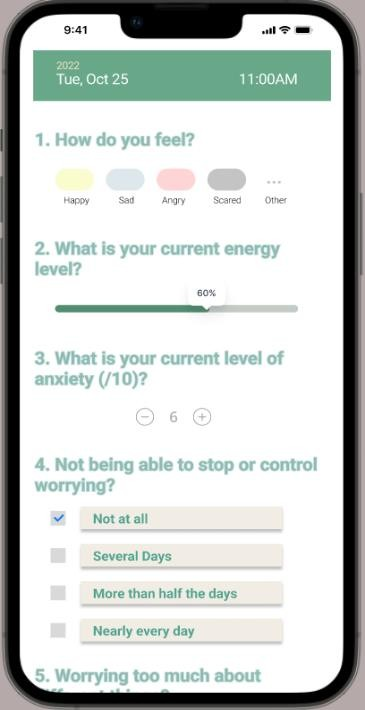 9:41
2022
Tue, Oct 25 11:00AM
1. How do you feel?
Happy Sad Angry Scared Other
2. What is your current energy
level?
60%
3. What is your current level of
anxiety (/10)?
6
4. Not being able to stop or control
worrying?
Not at all
Several Days
More than half the days
Nearly every day
5. Worrying too much about